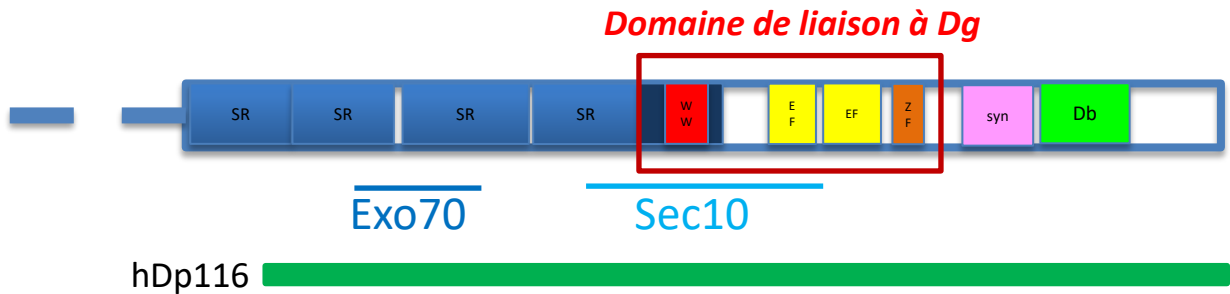 Domaine de liaison à Dg
SR SR SR SR W W E F EF Z F syn Db
Exo70 Sec10
hDp116